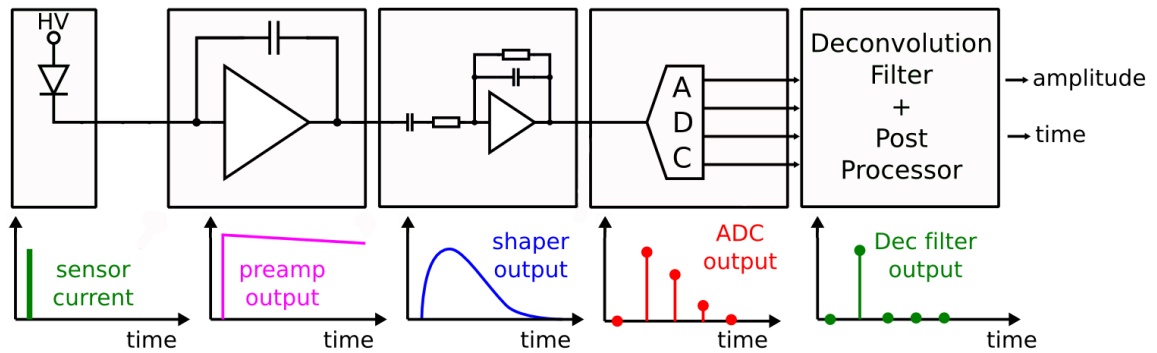 HV
A
D
C
Deconvolution
Filter
+
Post
Processor
amplitude
time
sensor
current
time
preamp
output
time
shaper
output
time
ADC
output
time
Dec filter
output
time